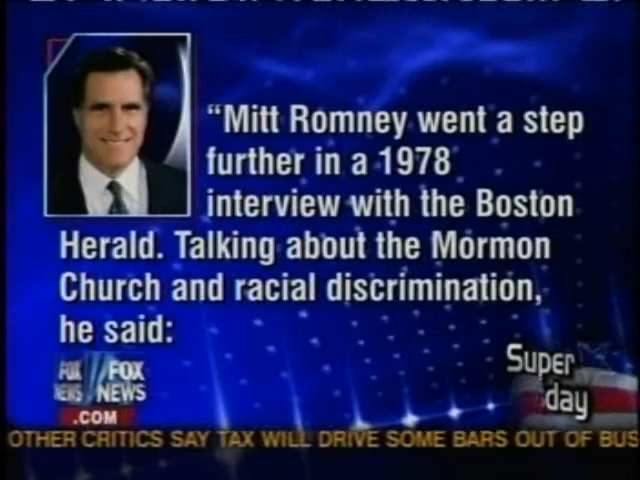 “Mitt Romney went a step
further in a 1978
interview with the Boston
Herald. Talking about the Mormon
Church and racial discrimination,
he said:
FOX FOX
NEWS NEWS
.COM
Super
day
OTHER CRITICS SAY TAX WILL DRIVE SOME BARS OUT OF BUS